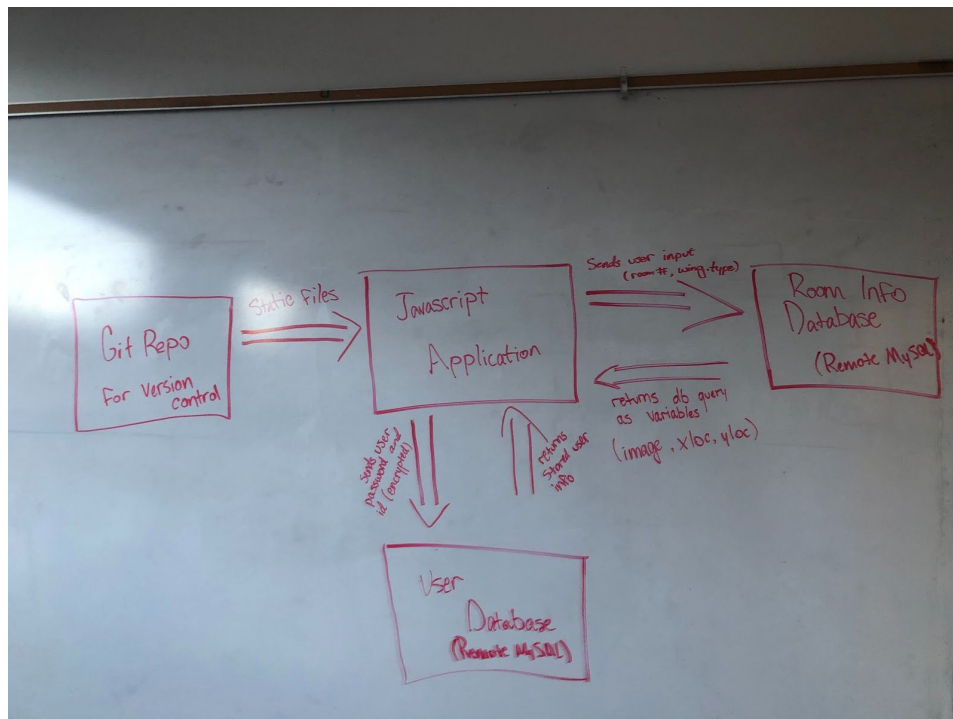 Git Repo
For Version
control
Static Files
Javascript
Application
Sends user input
(room #, wing, type)
Room Info
Database
(Remote MySQL)
returns db query
as variables
(image, xloc, yloc)
Sends user
password and
id (encrypted)
returns
Stored user
info
User
Database
(Remote MySQL)